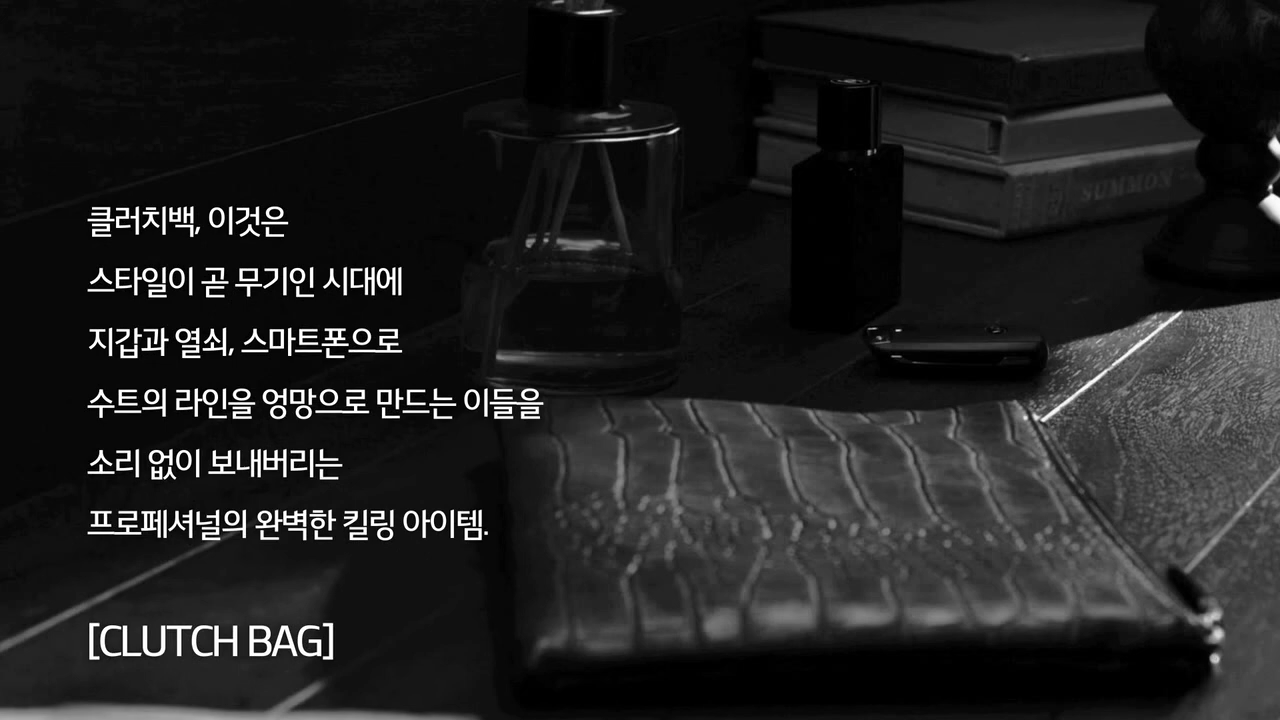 클러치백, 이것은
스타일이 곧 무기인 시대에
지갑과 열쇠, 스마트폰으로
수트의 라인을 엉망으로 만드는 이들을
소리 없이 보내버리는
프로페셔널의 완벽한 킬링 아이템.
[CLUTCH BAG]
SUMMON